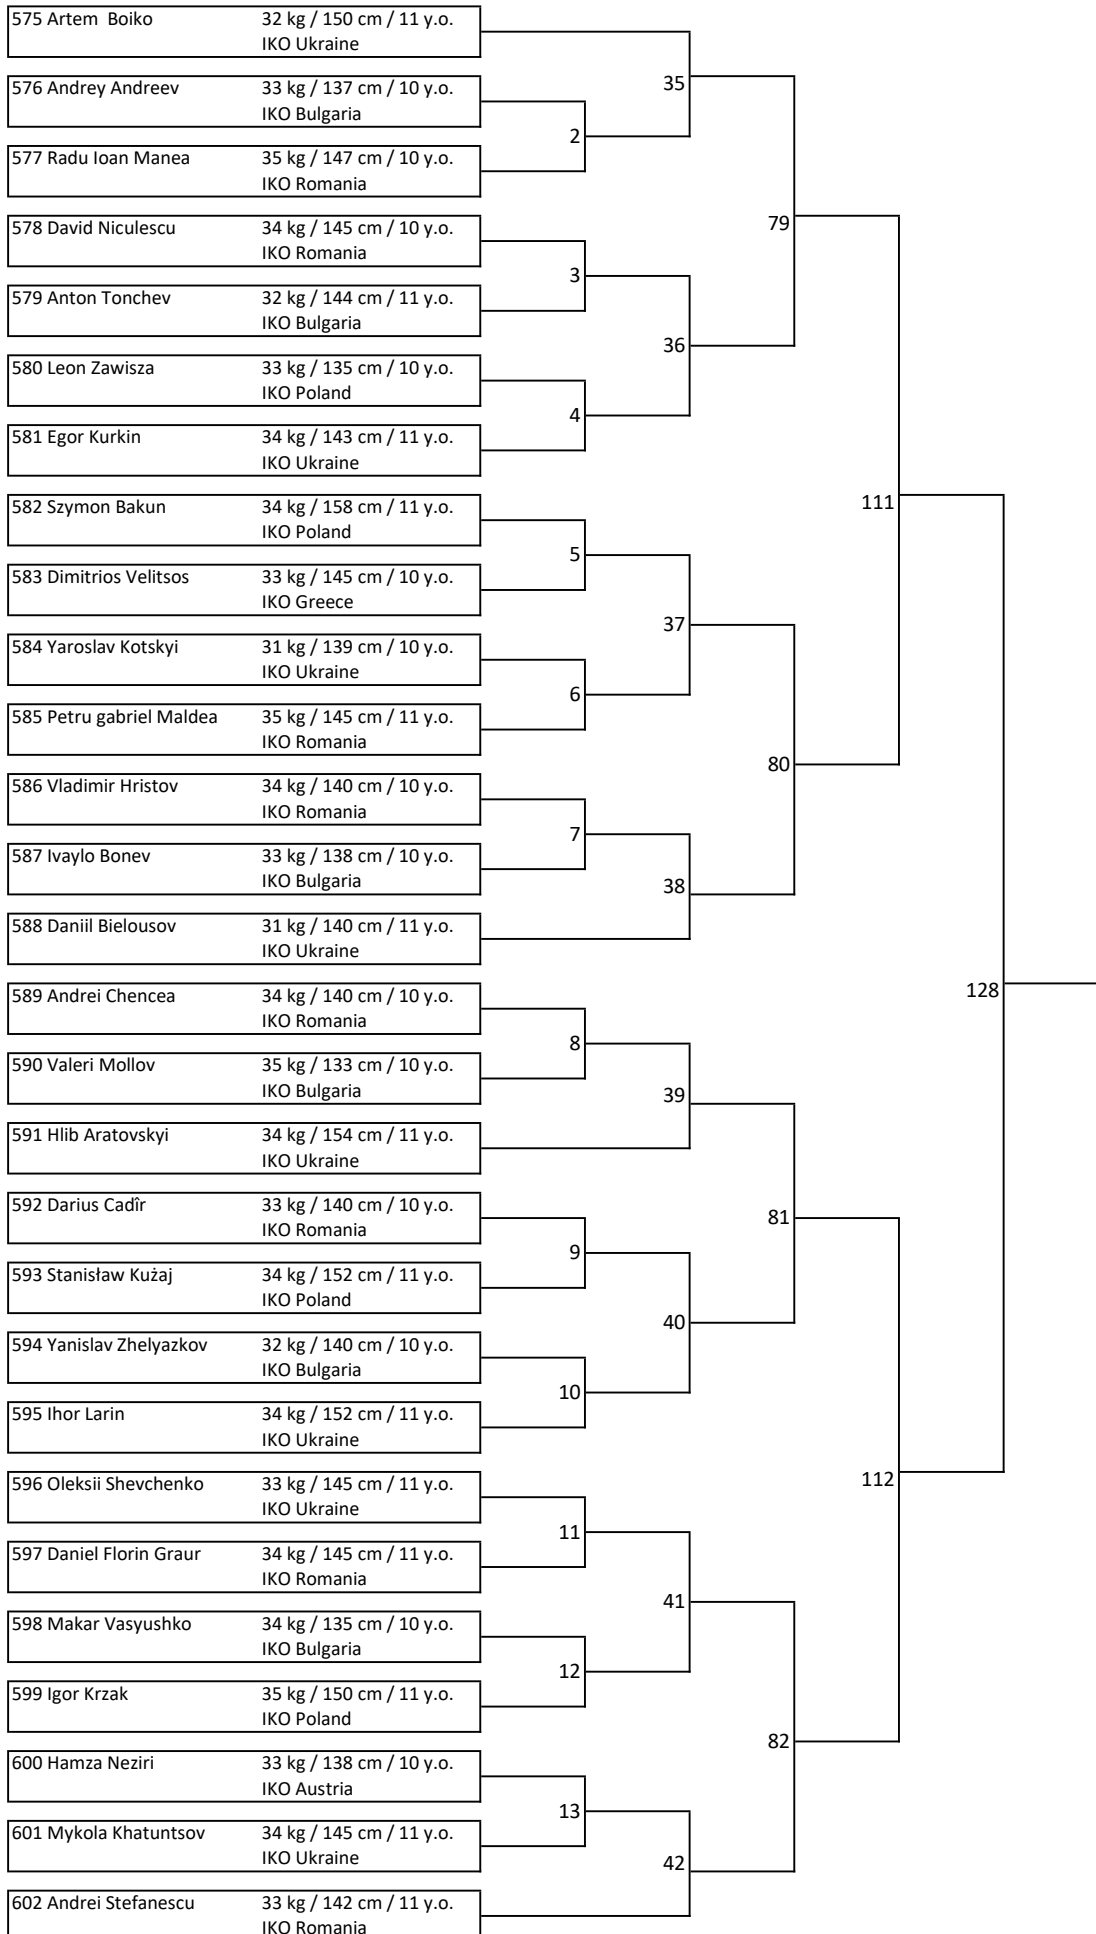 575 Artem  Boiko 32 kg / 150 cm / 11 y.o.
IKO Ukraine
35
576 Andrey Andreev 33 kg / 137 cm / 10 y.o.
IKO Bulgaria
2
577 Radu Ioan Manea 35 kg / 147 cm / 10 y.o.
IKO Romania
79
578 David Niculescu 34 kg / 145 cm / 10 y.o.
IKO Romania
3
579 Anton Tonchev 32 kg / 144 cm / 11 y.o.
IKO Bulgaria
36
580 Leon Zawisza 33 kg / 135 cm / 10 y.o.
IKO Poland
4
581 Egor Kurkin 34 kg / 143 cm / 11 y.o.
IKO Ukraine
111
582 Szymon Bakun 34 kg / 158 cm / 11 y.o.
IKO Poland
5
583 Dimitrios Velitsos 33 kg / 145 cm / 10 y.o.
IKO Greece
37
584 Yaroslav Kotskyi 31 kg / 139 cm / 10 y.o.
IKO Ukraine
6
585 Petru gabriel Maldea 35 kg / 145 cm / 11 y.o.
IKO Romania
80
586 Vladimir Hristov 34 kg / 140 cm / 10 y.o.
IKO Romania
7
587 Ivaylo Bonev 33 kg / 138 cm / 10 y.o.
IKO Bulgaria
38
588 Daniil Bielousov 31 kg / 140 cm / 11 y.o.
IKO Ukraine
128
589 Andrei Chencea 34 kg / 140 cm / 10 y.o.
IKO Romania
8
590 Valeri Mollov 35 kg / 133 cm / 10 y.o.
IKO Bulgaria
39
591 Hlib Aratovskyi 34 kg / 154 cm / 11 y.o.
IKO Ukraine
592 Darius Cadîr 33 kg / 140 cm / 10 y.o.
IKO Romania
81
9
593 Stanisław Kużaj 34 kg / 152 cm / 11 y.o.
IKO Poland
40
594 Yanislav Zhelyazkov 32 kg / 140 cm / 10 y.o.
IKO Bulgaria
10
595 Ihor Larin 34 kg / 152 cm / 11 y.o.
IKO Ukraine
112
596 Oleksii Shevchenko 33 kg / 145 cm / 11 y.o.
IKO Ukraine
11
597 Daniel Florin Graur 34 kg / 145 cm / 11 y.o.
IKO Romania
41
598 Makar Vasyushko 34 kg / 135 cm / 10 y.o.
IKO Bulgaria
12
599 Igor Krzak 35 kg / 150 cm / 11 y.o.
IKO Poland
82
600 Hamza Neziri 33 kg / 138 cm / 10 y.o.
IKO Austria
13
601 Mykola Khatuntsov 34 kg / 145 cm / 11 y.o.
IKO Ukraine
42
602 Andrei Stefanescu 33 kg / 142 cm / 11 y.o.
IKO Romania